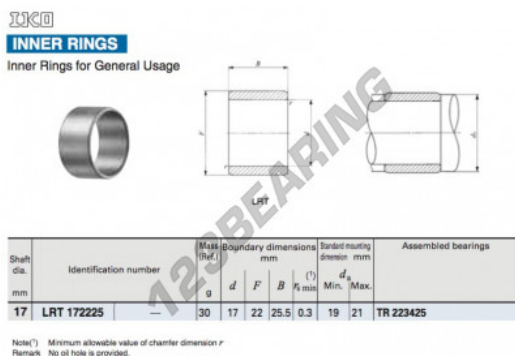 IKO
INNER RINGS
Inner Rings for General Usage
B
r
F
d
r
dₐ
LRT
123BEARING
Shaft dia. mm
Identification number
Mass (Ref.) g
Boundary dimensions mm
d F B (¹) rₛ min
Standard mounting dimension mm
dₐ
Min. Max.
Assembled bearings
17 LRT 172225 — 30 17 22 25.5 0.3 19 21 TR 223425
Note(¹) Minimum allowable value of chamfer dimension r
Remark No oil hole is provided.